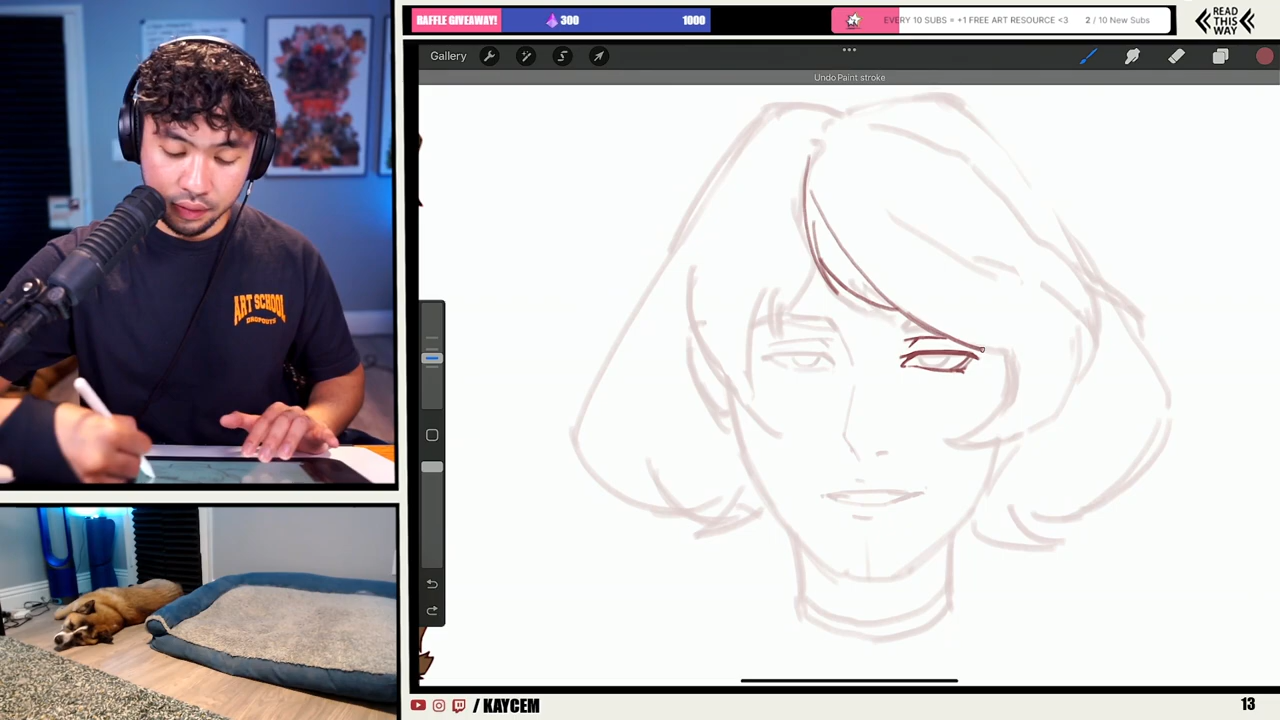 RAFFLE GIVEAWAY! 300 1000
EVERY 10 SUBS = +1 FREE ART RESOURCE <3 2 / 10 New Subs
READ
THIS
WAY
Gallery
Undo Paint stroke
ART SCHOOL
DROPOUTS
/ KAYCEM
13